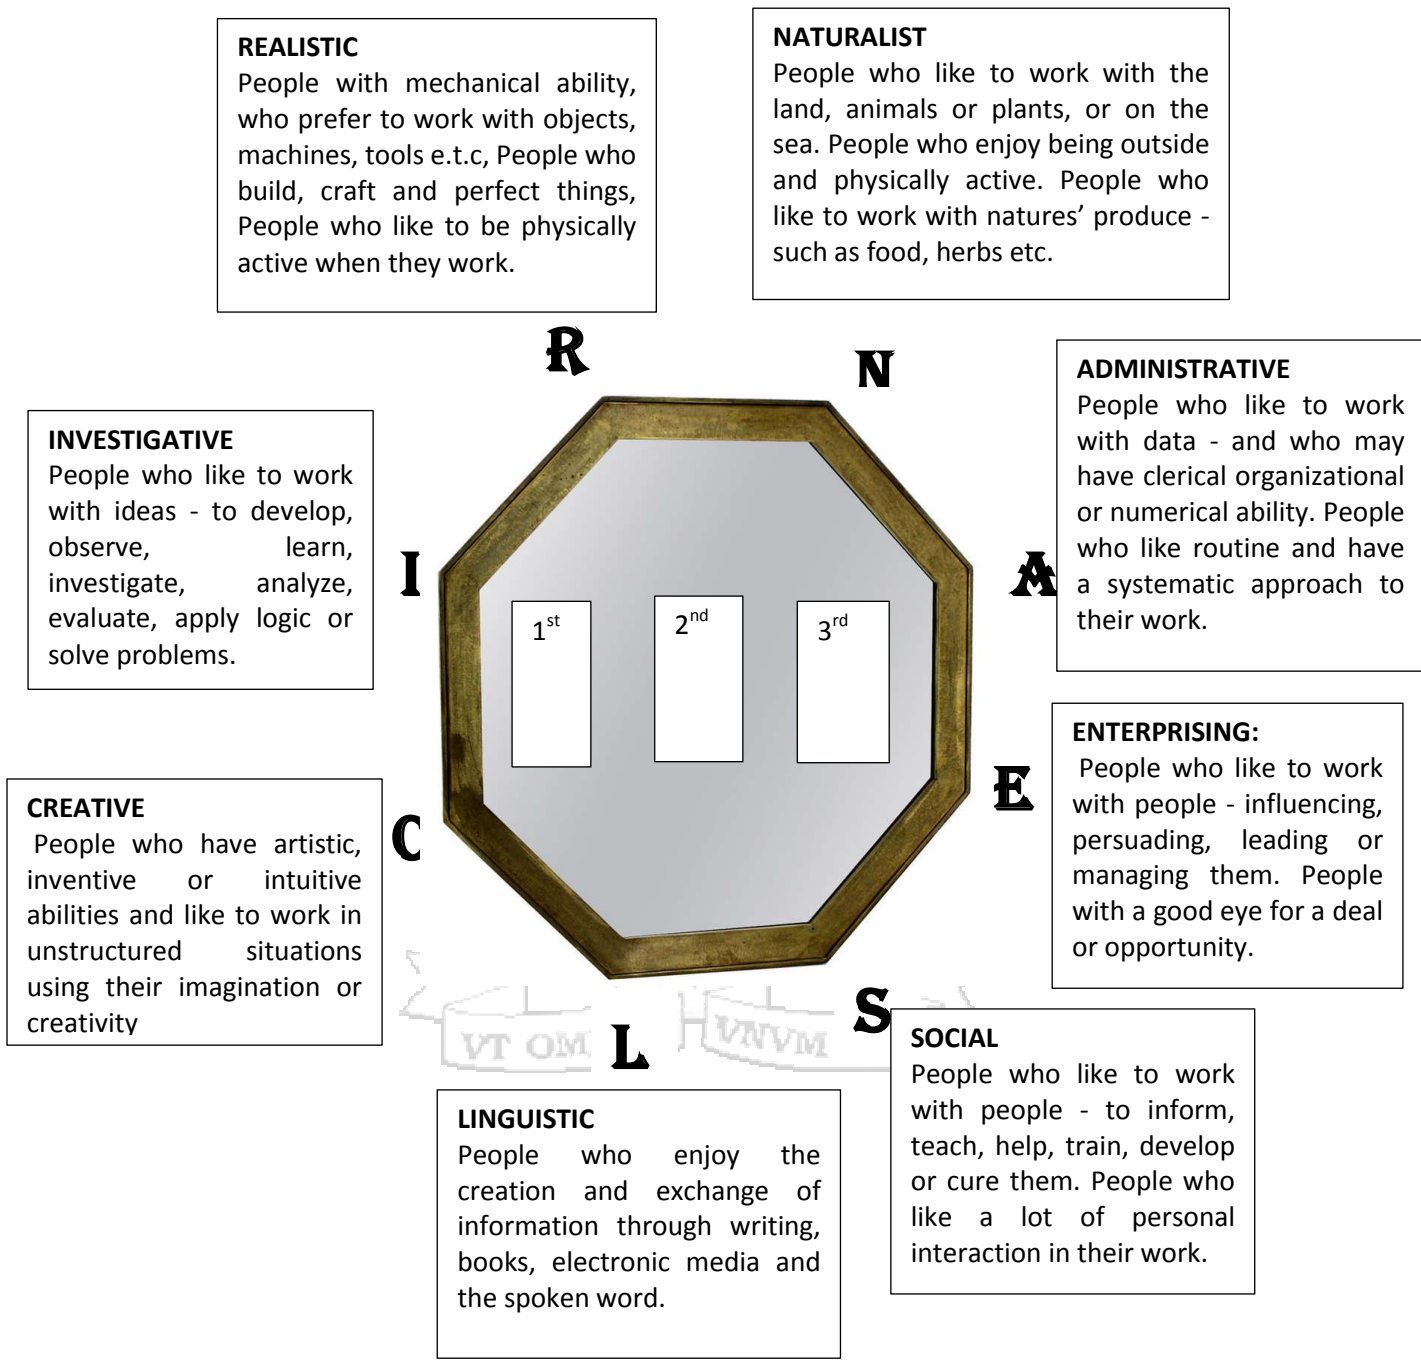 REALISTIC
People with mechanical ability,
who prefer to work with objects,
machines, tools e.t.c, People who
build, craft and perfect things,
People who like to be physically
active when they work.
NATURALIST
People who like to work with the
land, animals or plants, or on the
sea. People who enjoy being outside
and physically active. People who
like to work with natures’ produce -
such as food, herbs etc.
R
N
ADMINISTRATIVE
People who like to work
with data - and who may
have clerical organizational
or numerical ability. People
who like routine and have
a systematic approach to
their work.
INVESTIGATIVE
People who like to work
with ideas - to develop,
observe, learn,
investigate, analyze,
evaluate, apply logic or
solve problems.
I
A
1st
2nd
3rd
ENTERPRISING:
People who like to work
with people - influencing,
persuading, leading or
managing them. People
with a good eye for a deal
or opportunity.
E
CREATIVE
People who have artistic,
inventive or intuitive
abilities and like to work in
unstructured situations
using their imagination or
creativity
C
S
L
VT OM
VNVM
SOCIAL
People who like to work
with people - to inform,
teach, help, train, develop
or cure them. People who
like a lot of personal
interaction in their work.
LINGUISTIC
People who enjoy the
creation and exchange of
information through writing,
books, electronic media and
the spoken word.